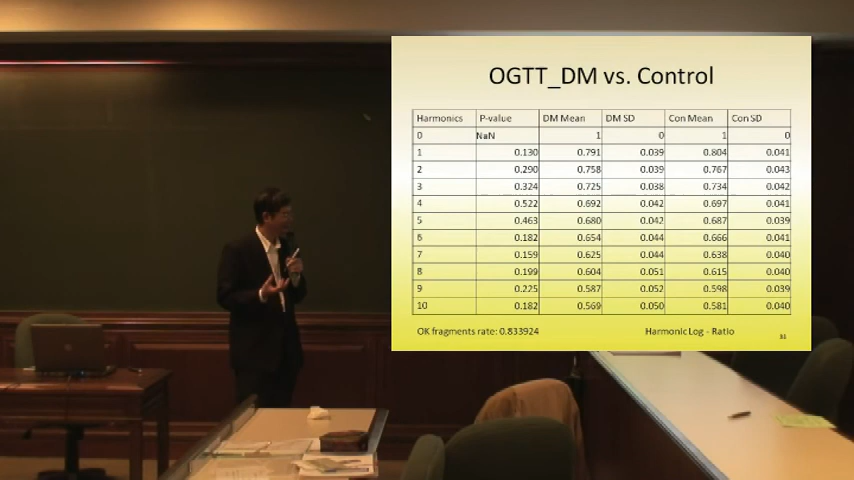 OGTT_DM vs. Control
Harmonics P-value DM Mean DM SD Con Mean Con SD
0 NaN 1 0 1 0
1 0.130 0.791 0.039 0.804 0.041
2 0.290 0.758 0.039 0.767 0.043
3 0.324 0.725 0.038 0.734 0.042
4 0.522 0.692 0.042 0.697 0.041
5 0.463 0.680 0.042 0.687 0.039
6 0.182 0.654 0.044 0.666 0.041
7 0.159 0.625 0.044 0.638 0.040
8 0.199 0.604 0.051 0.615 0.040
9 0.225 0.587 0.052 0.598 0.039
10 0.182 0.569 0.050 0.581 0.040
OK fragments rate: 0.833924 Harmonic Log - Ratio